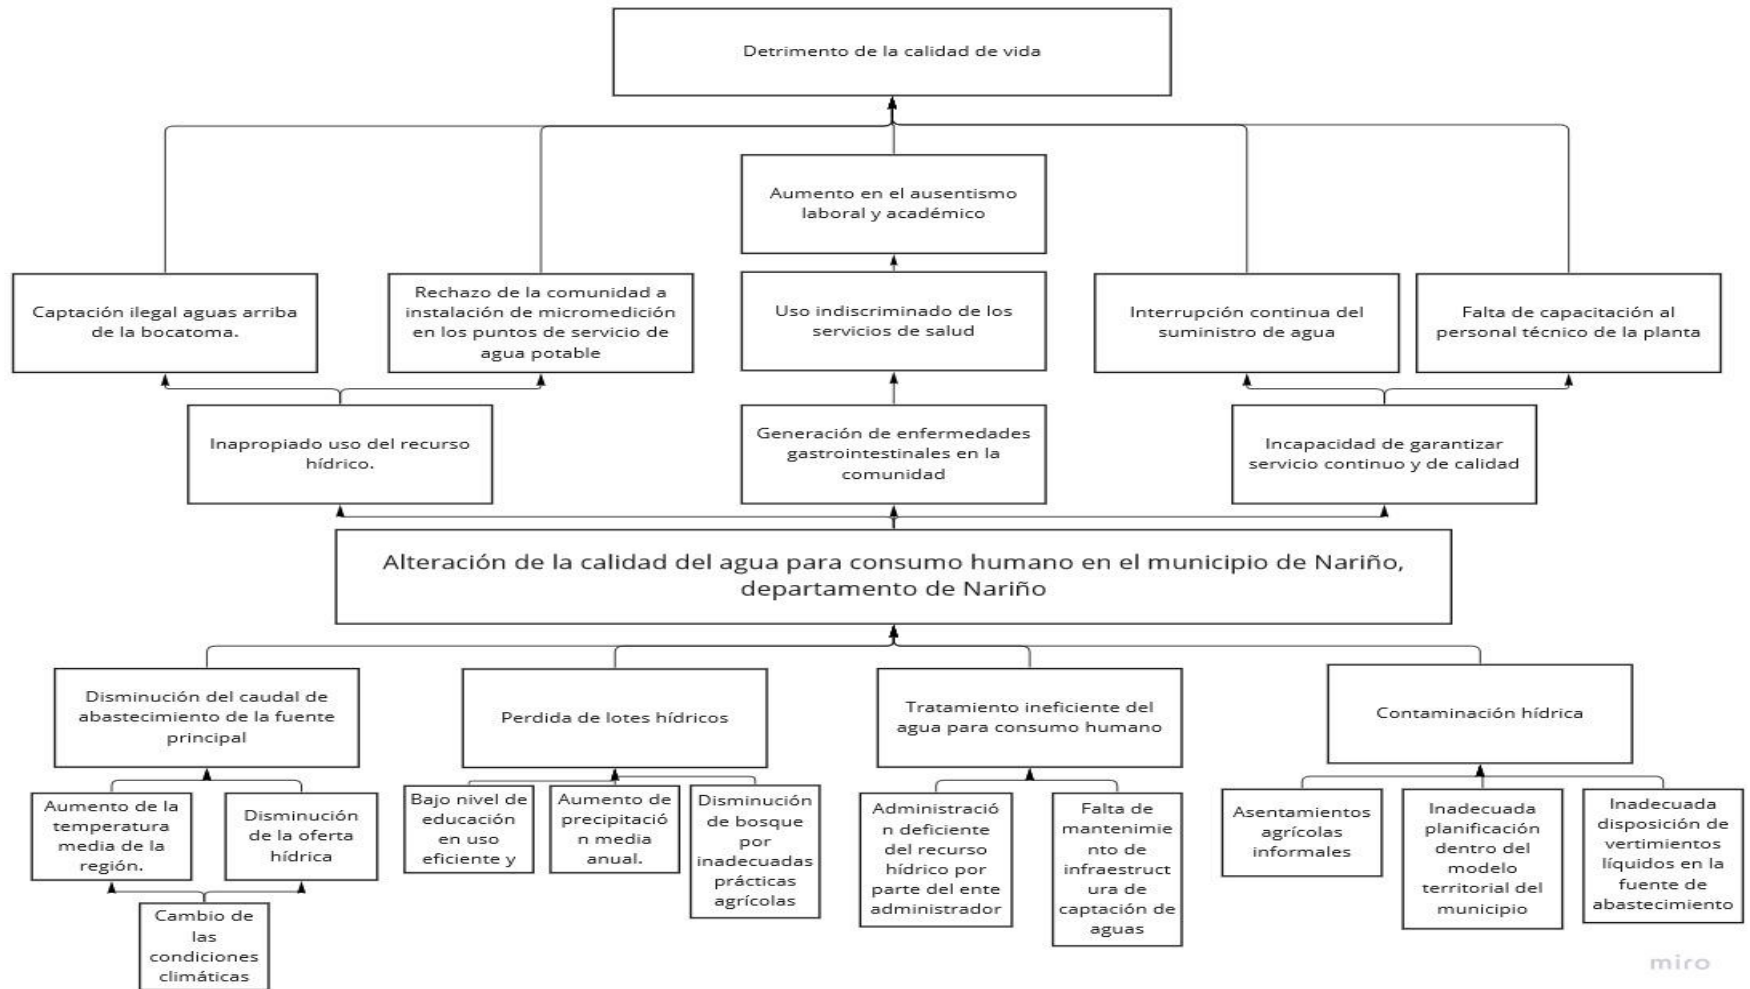 Detrimento de la calidad de vida
Aumento en el ausentismo
laboral y académico
Captación ilegal aguas arriba
de la bocatoma.
Rechazo de la comunidad a
instalación de micromedición
en los puntos de servicio de
agua potable
Uso indiscriminado de los
servicios de salud
Interrupción continua del
suministro de agua
Falta de capacitación al
personal técnico de la planta
Inapropiado uso del recurso
hídrico.
Generación de enfermedades
gastrointestinales en la
comunidad
Incapacidad de garantizar
servicio continuo y de calidad
Alteración de la calidad del agua para consumo humano en el municipio de Nariño,
departamento de Nariño
Disminución del caudal de
abastecimiento de la fuente
principal
Perdida de lotes hídricos
Tratamiento ineficiente del
agua para consumo humano
Contaminación hídrica
Aumento de la
temperatura
media de la
región.
Disminución
de la oferta
hídrica
Bajo nivel de
educación
en uso
eficiente y
Aumento de
precipitació
n media
anual.
Disminución
de bosque
por
inadecuadas
prácticas
agrícolas
Administració
n deficiente
del recurso
hídrico por
parte del ente
administrador
Falta de
mantenimie
nto de
infraestruct
ura de
captación de
aguas
Asentamientos
agrícolas
informales
Inadecuada
planificación
dentro del
modelo
territorial del
municipio
Inadecuada
disposición de
vertimientos
líquidos en la
fuente de
abastecimiento
Cambio de
las
condiciones
climáticas
miro